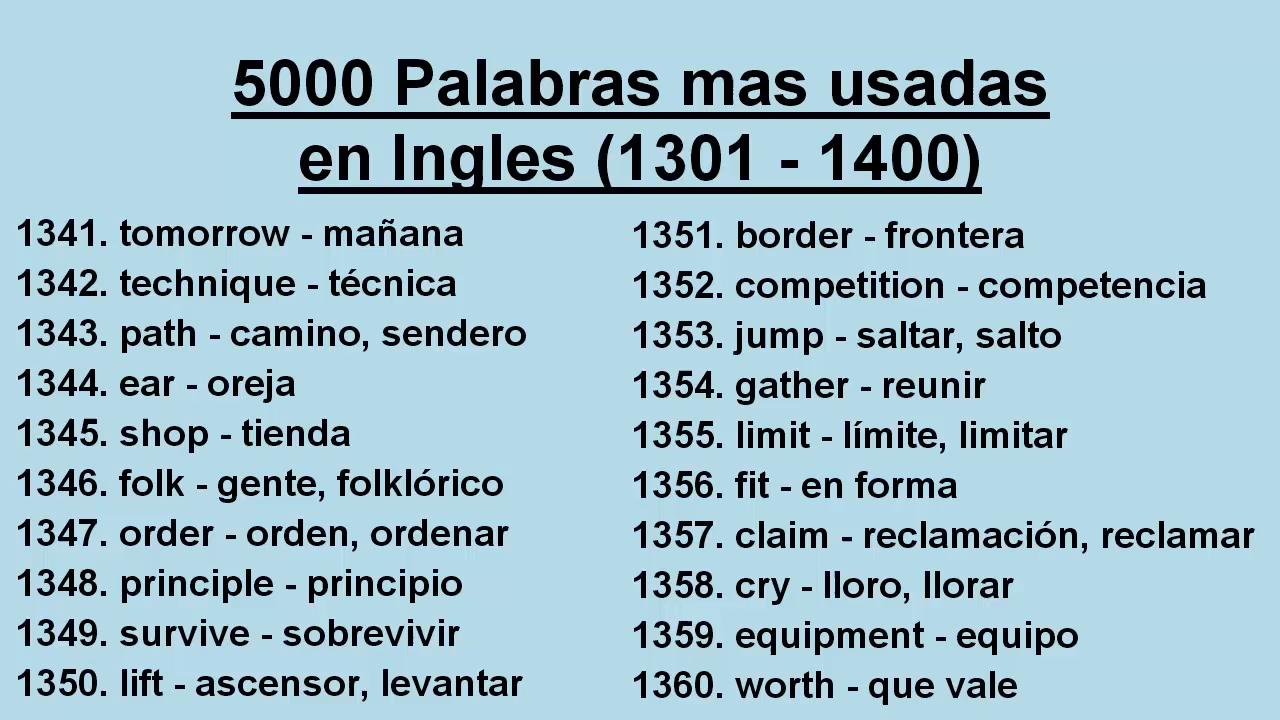 5000 Palabras mas usadas
en Ingles (1301 - 1400)
1341. tomorrow - mañana
1342. technique - técnica
1343. path - camino, sendero
1344. ear - oreja
1345. shop - tienda
1346. folk - gente, folklórico
1347. order - orden, ordenar
1348. principle - principio
1349. survive - sobrevivir
1350. lift - ascensor, levantar
1351. border - frontera
1352. competition - competencia
1353. jump - saltar, salto
1354. gather - reunir
1355. limit - límite, limitar
1356. fit - en forma
1357. claim - reclamación, reclamar
1358. cry - lloro, llorar
1359. equipment - equipo
1360. worth - que vale